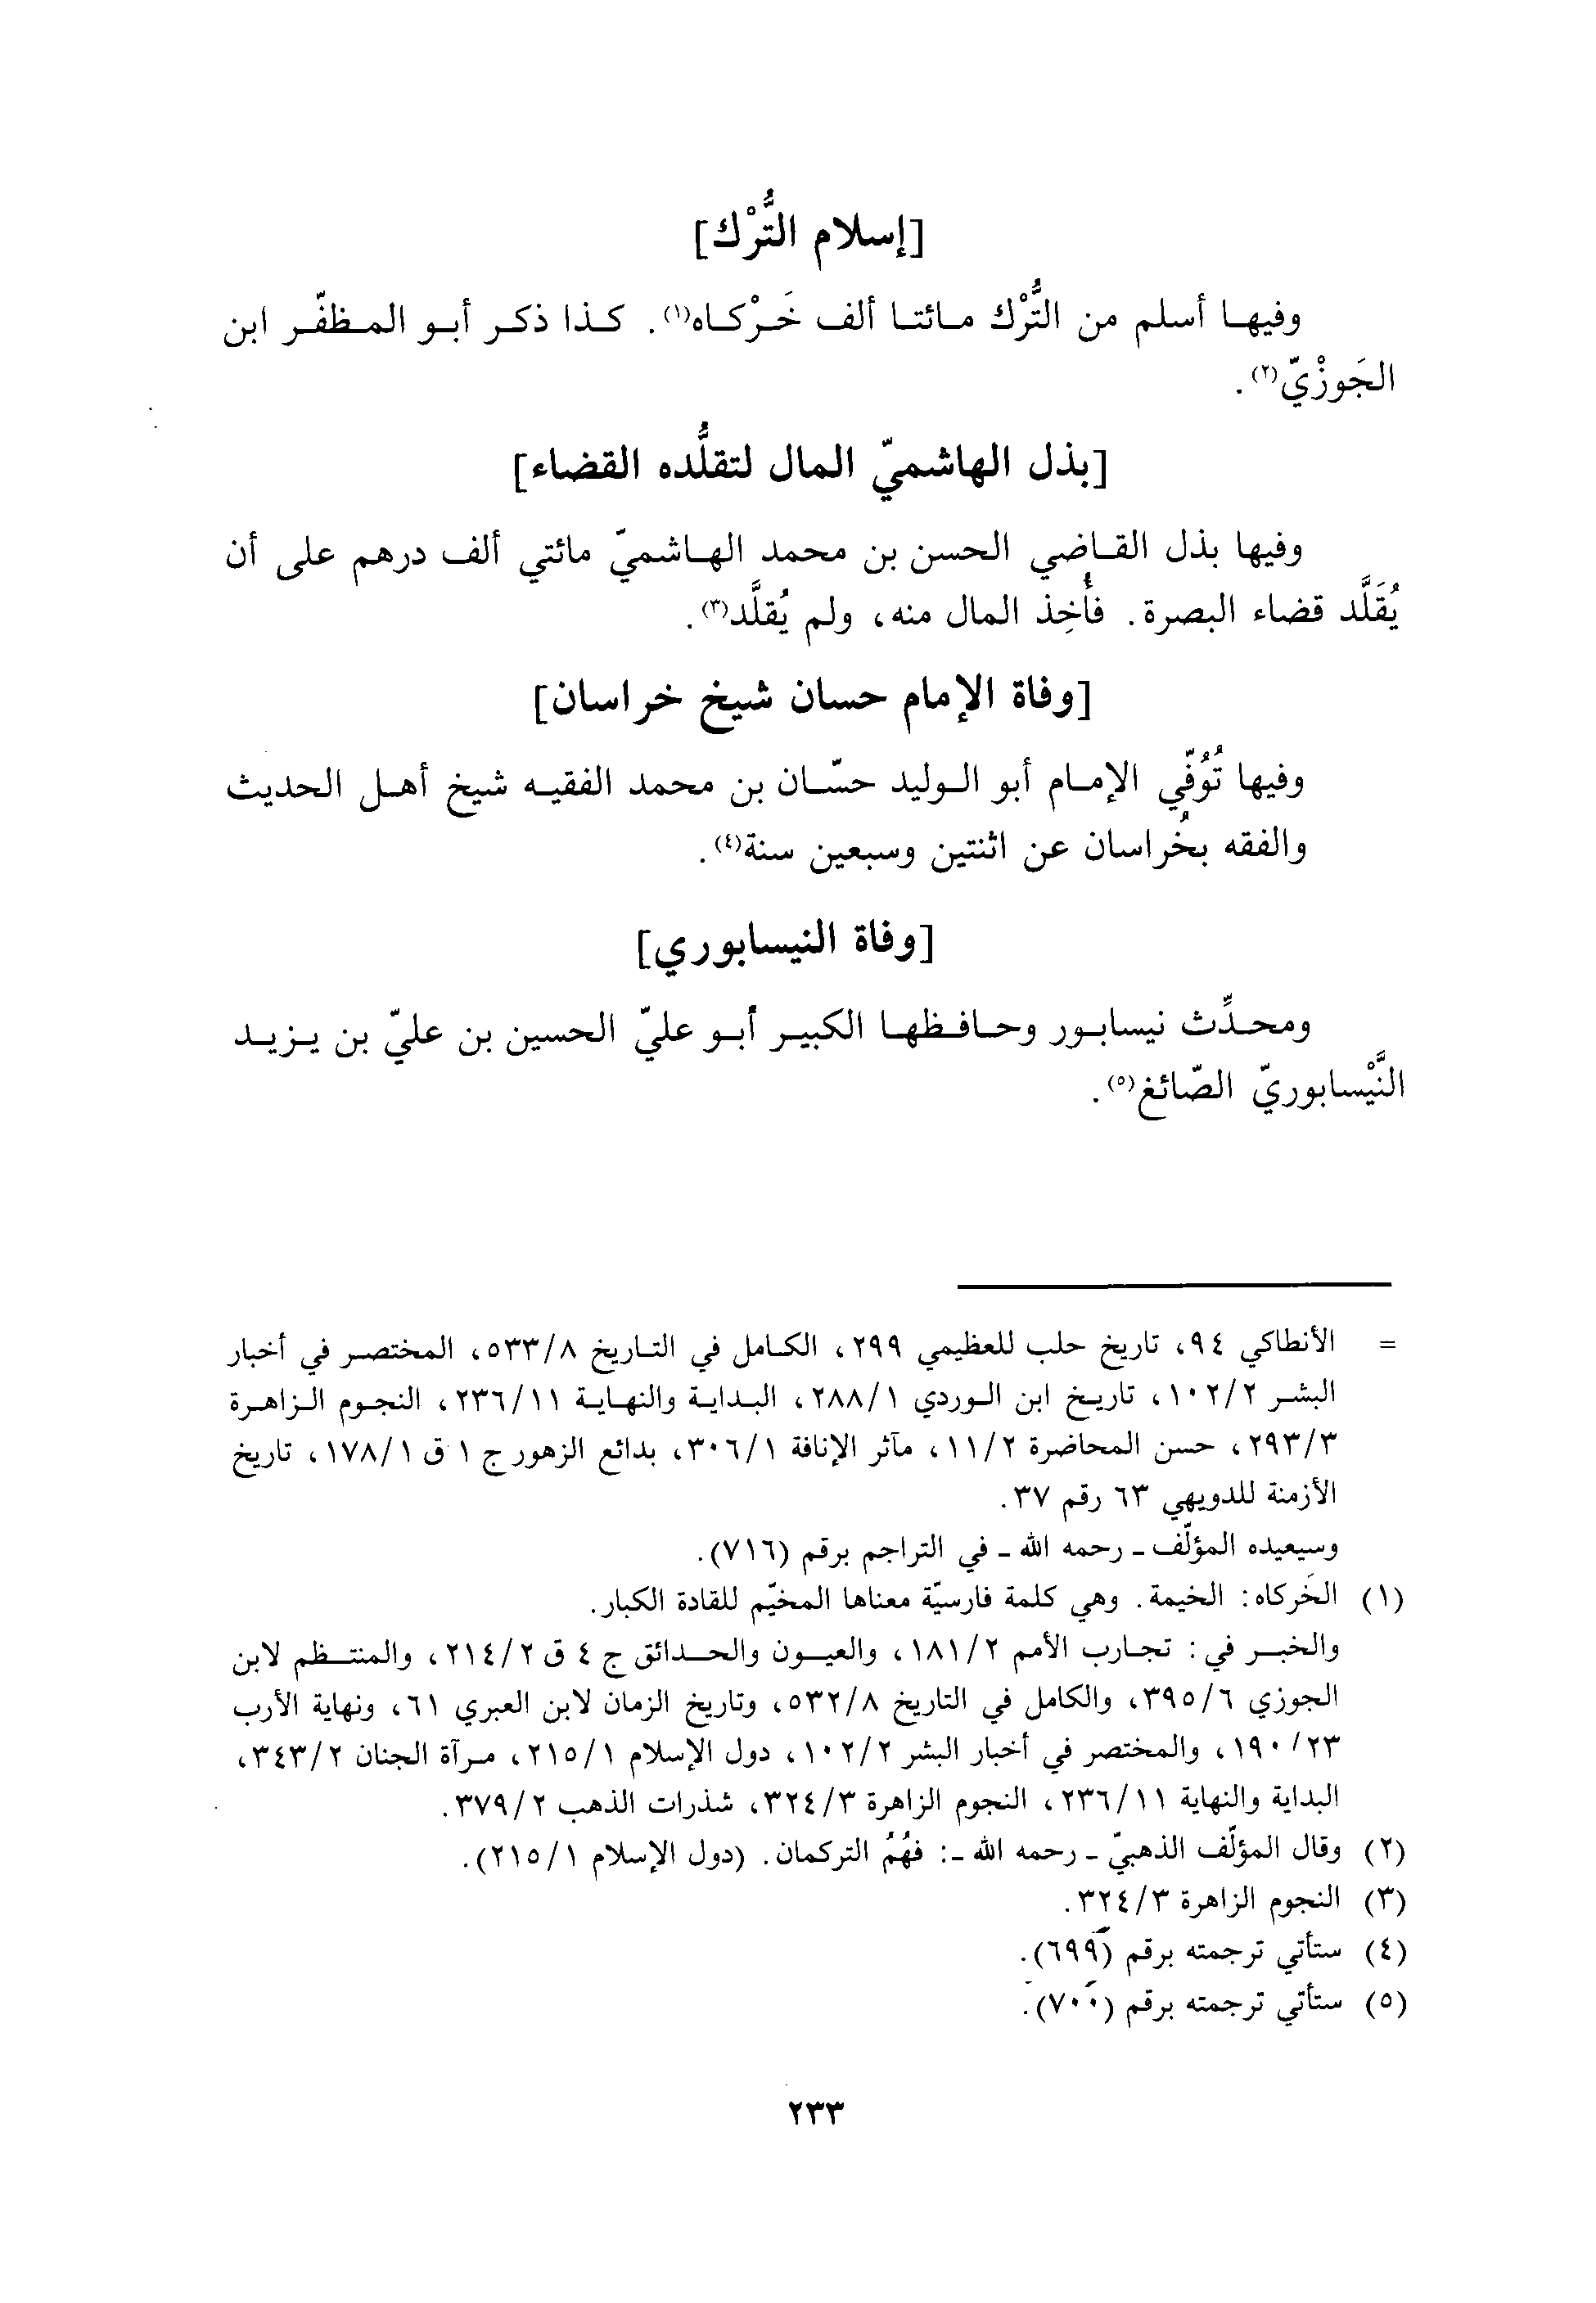 [إسلام التُّرْك]
وفيها أسلم من التُّرْك مائتا ألف خَرْكاه(١). كذا ذكر أبو المظفّر ابن
الجَوزْيّ(٢).
[بذل الهاشميّ المال لتقلُّده القضاء]
وفيها بذل القاضي الحسن بن محمد الهاشميّ مائتي ألف درهم على أن
يُقَلَّد قضاء البصرة. فأُخِذ المال منه، ولم يُقلَّد(٣).
[وفاة الإمام حسان شيخ خراسان]
وفيها تُوُفّي الإمام أبو الوليد حسّان بن محمد الفقيه شيخ أهل الحديث
والفقه بخُراسان عن اثنتين وسبعين سنة(٤).
[وفاة النيسابوري]
ومحدِّث نيسابور وحافظها الكبير أبو عليّ الحسين بن عليّ بن يزيد
النَّيْسابوريّ الصّائغ(٥).
= الأنطاكي ٩٤، تاريخ حلب للعظيمي ٢٩٩، الكامل في التاريخ ٥٣٣/٨، المختصر في أخبار
البشر ١٠٢/٢، تاريخ ابن الوردي ٢٨٨/١، البداية والنهاية ٢٣٦/١١، النجوم الزاهرة
٢٩٣/٣، حسن المحاضرة ١١/٢، مآثر الإنافة ٣٠٦/١، بدائع الزهور ج ١ ق ١٧٨/١، تاريخ
الأزمنة للدويهي ٦٣ رقم ٣٧.
وسيعيده المؤلّف ـ رحمه الله ـ في التراجم برقم (٧١٦).
(١) الخَركاه: الخيمة. وهي كلمة فارسيّة معناها المخيّم للقادة الكبار.
والخبر في: تجارب الأمم ١٨١/٢، والعيون والحدائق ج ٤ ق ٢١٤/٢، والمنتظم لابن
الجوزي ٣٩٥/٦، والكامل في التاريخ ٥٣٢/٨، وتاريخ الزمان لابن العبري ٦١، ونهاية الأرب
١٩٠/٢٣، والمختصر في أخبار البشر ١٠٢/٢، دول الإسلام ٢١٥/١، مرآة الجنان ٣٤٣/٢،
البداية والنهاية ٢٣٦/١١، النجوم الزاهرة ٣٢٤/٣، شذرات الذهب ٣٧٩/٢.
(٢) وقال المؤلّف الذهبيّ ـ رحمه الله ـ: فهُمُ التركمان. (دول الإسلام ٢١٥/١).
(٣) النجوم الزاهرة ٣٢٤/٣.
(٤) ستأتي ترجمته برقم (٦٩٩).
(٥) ستأتي ترجمته برقم (٧٠٠).
٢٣٣